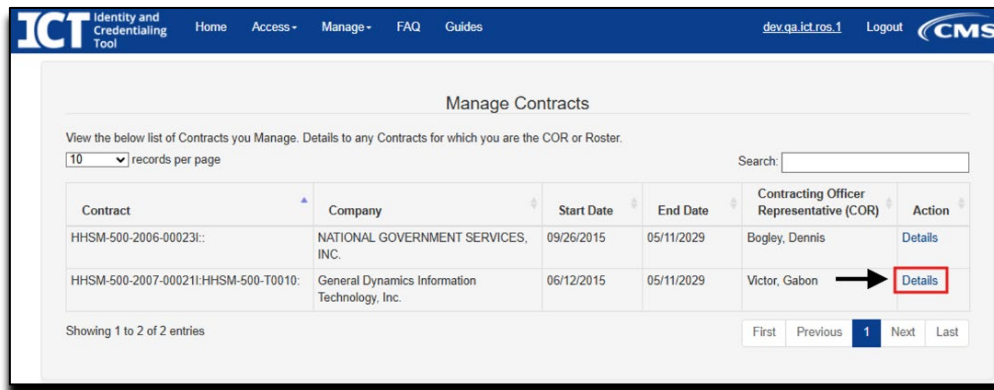 ICT Identity and Credentialing Tool Home Access Manage FAQ Guides dev.qa.ict.ros.1 Logout CMS
Manage Contracts
View the below list of Contracts you Manage. Details to any Contracts for which you are the COR or Roster.
10 records per page Search:
Contract Company Start Date End Date Contracting Officer Representative (COR) Action
HHSM-500-2006-00023I:: NATIONAL GOVERNMENT SERVICES, INC. 09/26/2015 05/11/2029 Bogley, Dennis Details
HHSM-500-2007-00021I:HHSM-500-T0010: General Dynamics Information Technology, Inc. 06/12/2015 05/11/2029 Victor, Gabon Details
Showing 1 to 2 of 2 entries First Previous 1 Next Last